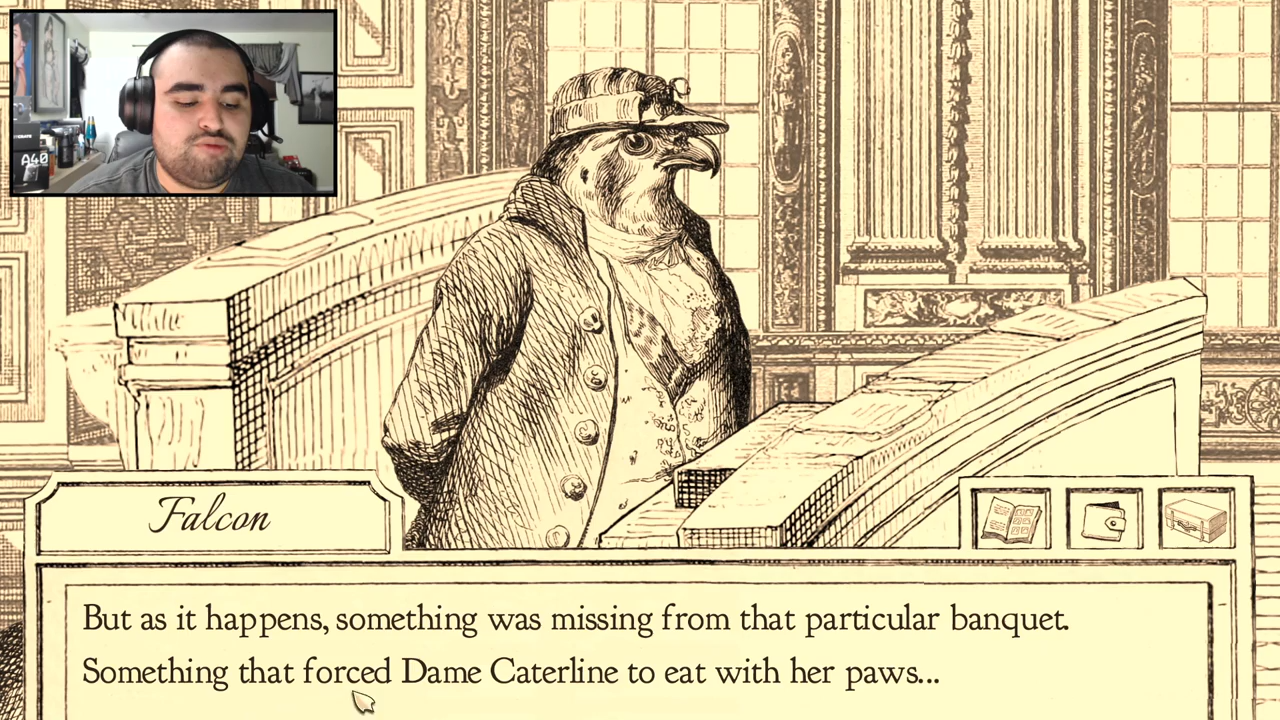 A40
Falcon
But as it happens, something was missing from that particular banquet.
Something that forced Dame Caterline to eat with her paws...